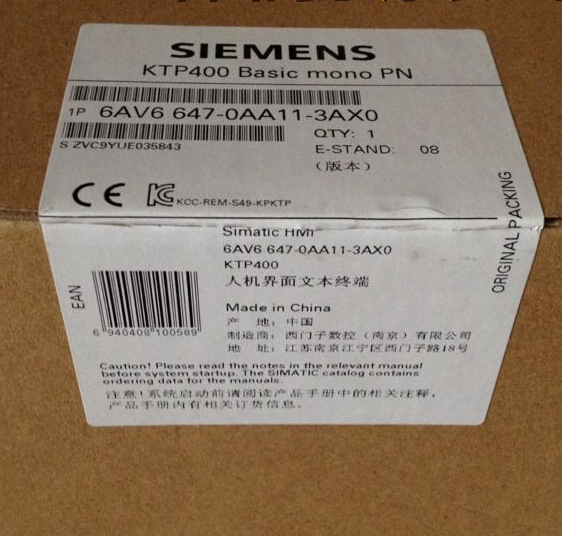 SIEMENS
KTP400 Basic mono PN
1P 6AV6 647-0AA11-3AX0
QTY: 1
S ZVC9YUE035843
E-STAND: 08
(版本)
CE
KCC-REM-S49-KPKTP
ORIGINAL PACKING
Simatic HMI
6AV6 647-0AA11-3AX0
KTP400
人机界面文本终端
EAN
6 940408 100589
Made in China
产 地: 中国
制造商: 西门子数控（南京）有限公司
地 址: 江苏南京江宁区西门子路18号
Caution! Please read the notes in the relevant manual
before system startup. The SIMATIC catalog contains
ordering data for the manuals.
注意!系统启动前请阅读产品手册中的相关注释,
产品手册内有相关订货信息。